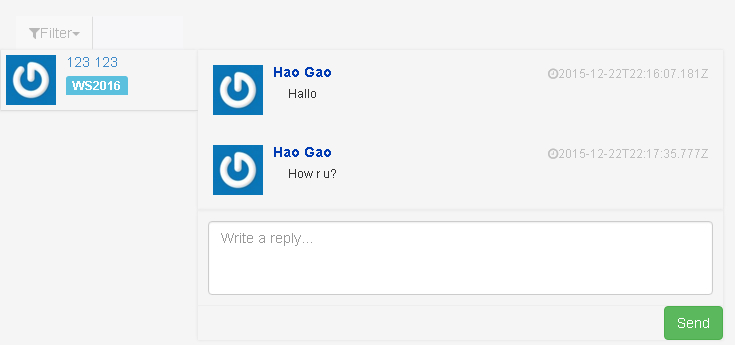 Filter
123 123
WS2016
Hao Gao
2015-12-22T22:16:07.181Z
Hallo
Hao Gao
2015-12-22T22:17:35.777Z
How r u?
Write a reply...
Send